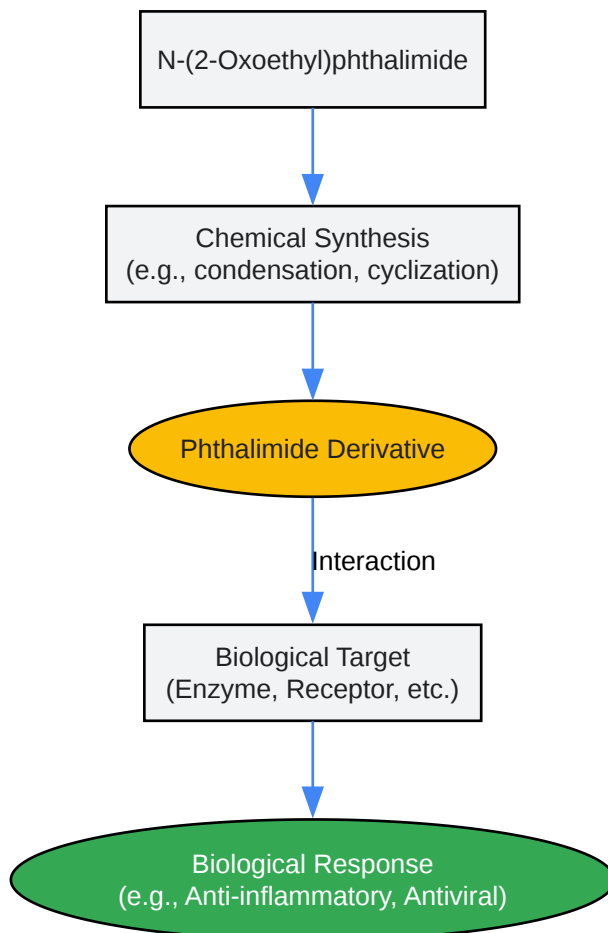 N-(2-Oxoethyl)phthalimide
Chemical Synthesis
(e.g., condensation, cyclization)
Phthalimide Derivative
Interaction
Biological Target
(Enzyme, Receptor, etc.)
Biological Response
(e.g., Anti-inflammatory, Antiviral)